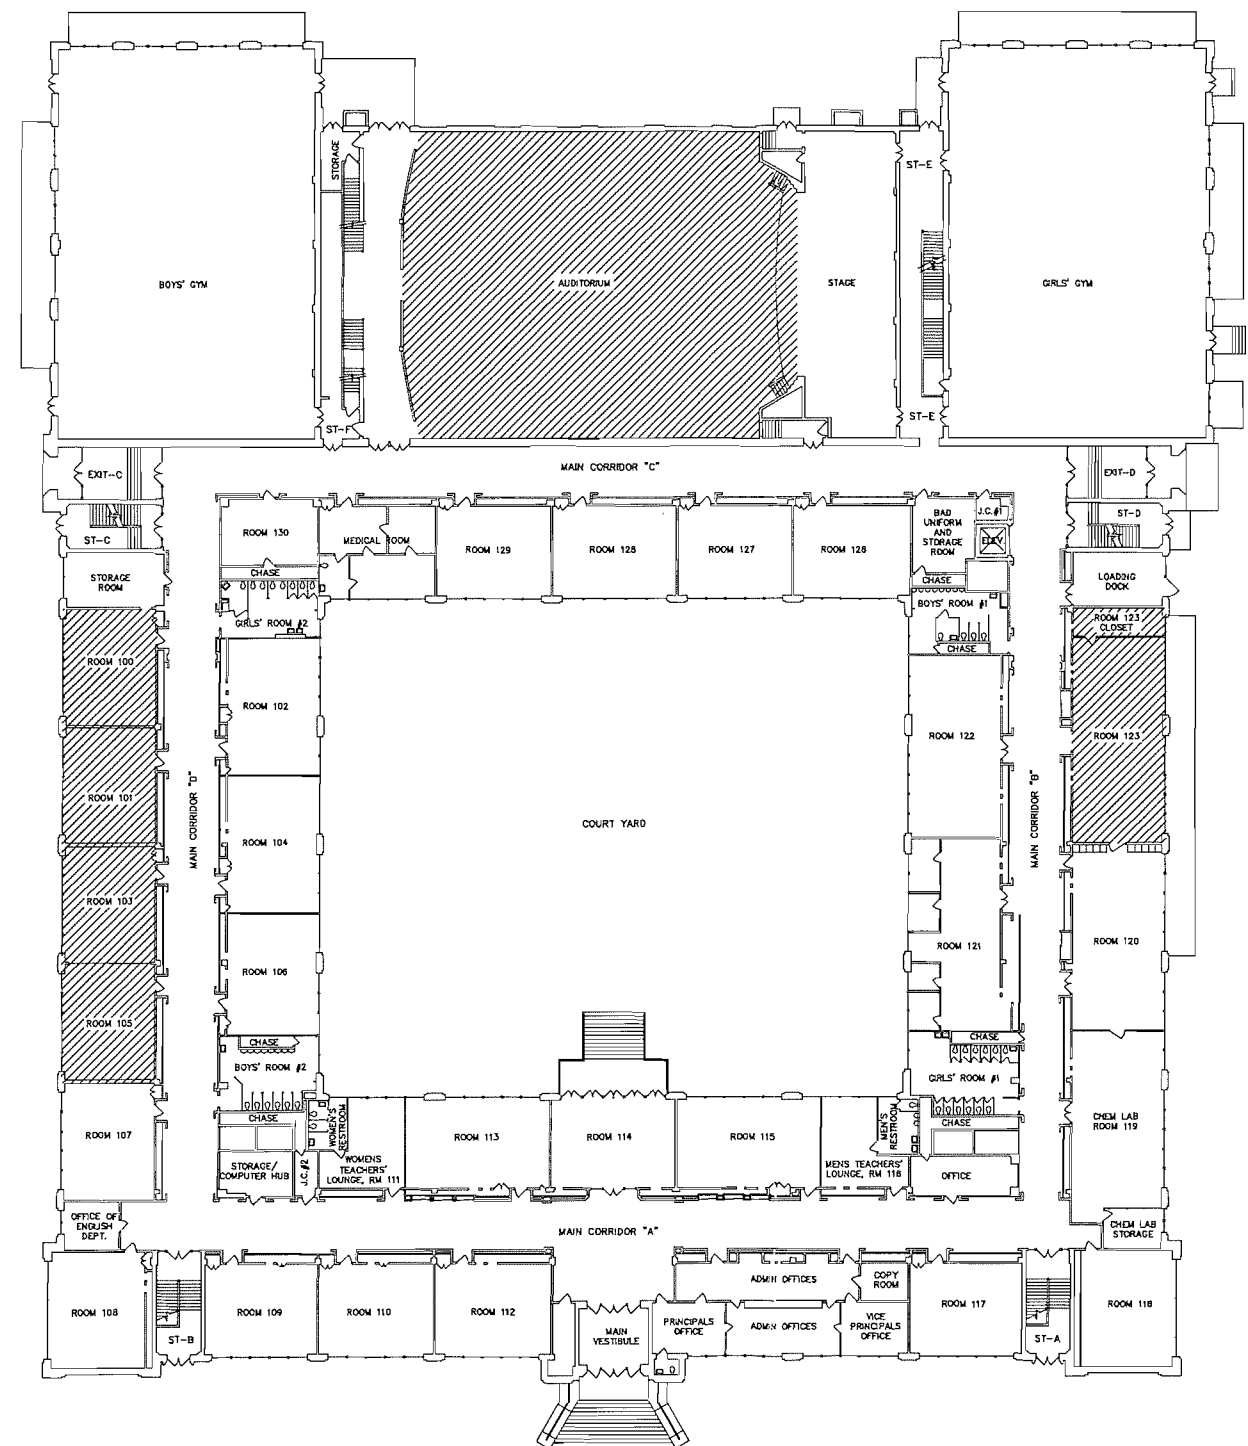 STORAGE
ST-E
BOYS' GYM
AUDITORIUM
STAGE
GIRLS' GYM
ST-F
ST-E
MAIN CORRIDOR "C"
EXIT-C
EXIT-D
ST-C
ST-D
ROOM 130
MEDICAL ROOM
ROOM 129
ROOM 128
ROOM 127
ROOM 126
BAD
UNIFORM
AND
STORAGE
ROOM
J.C.#1
ELEV.
CHASE
CHASE
STORAGE
ROOM
LOADING
DOCK
GIRLS' ROOM #2
BOYS' ROOM #1
CHASE
ROOM 123
CLOSET
ROOM 100
ROOM 102
ROOM 122
ROOM 123
ROOM 101
MAIN CORRIDOR "D"
COURT YARD
MAIN CORRIDOR "B"
ROOM 104
ROOM 103
ROOM 106
ROOM 121
ROOM 120
ROOM 105
CHASE
BOYS' ROOM #2
CHASE
GIRLS' ROOM #1
CHASE
CHASE
ROOM 107
WOMEN'S
RESTROOM
ROOM 113
ROOM 114
ROOM 115
MEN'S
RESTROOM
CHEM LAB
ROOM 119
STORAGE/
COMPUTER HUB
J.C.#2
WOMENS
TEACHERS'
LOUNGE, RM 111
MENS TEACHERS'
LOUNGE, RM 116
OFFICE
OFFICE OF
ENGLISH
DEPT.
MAIN CORRIDOR "A"
CHEM LAB
STORAGE
ROOM 108
ST-B
ROOM 109
ROOM 110
ROOM 112
MAIN
VESTIBULE
ADMIN OFFICES
COPY
ROOM
PRINCIPALS
OFFICE
ADMIN OFFICES
VICE
PRINCIPALS
OFFICE
ROOM 117
ST-A
ROOM 118